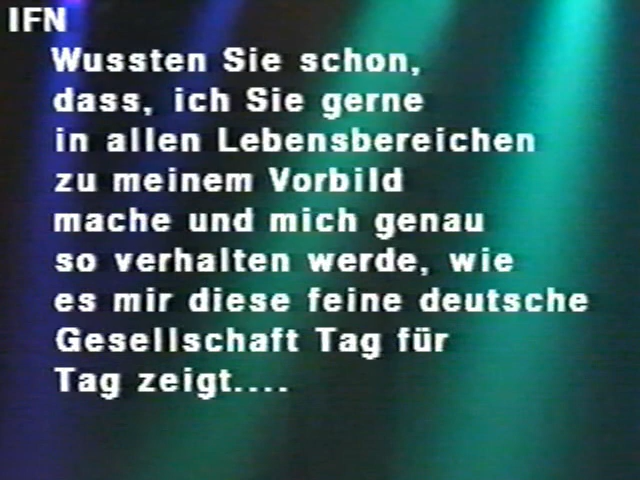 IFN
Wussten Sie schon,
dass, ich Sie gerne
in allen Lebensbereichen
zu meinem Vorbild
mache und mich genau
so verhalten werde, wie
es mir diese feine deutsche
Gesellschaft Tag für
Tag zeigt....